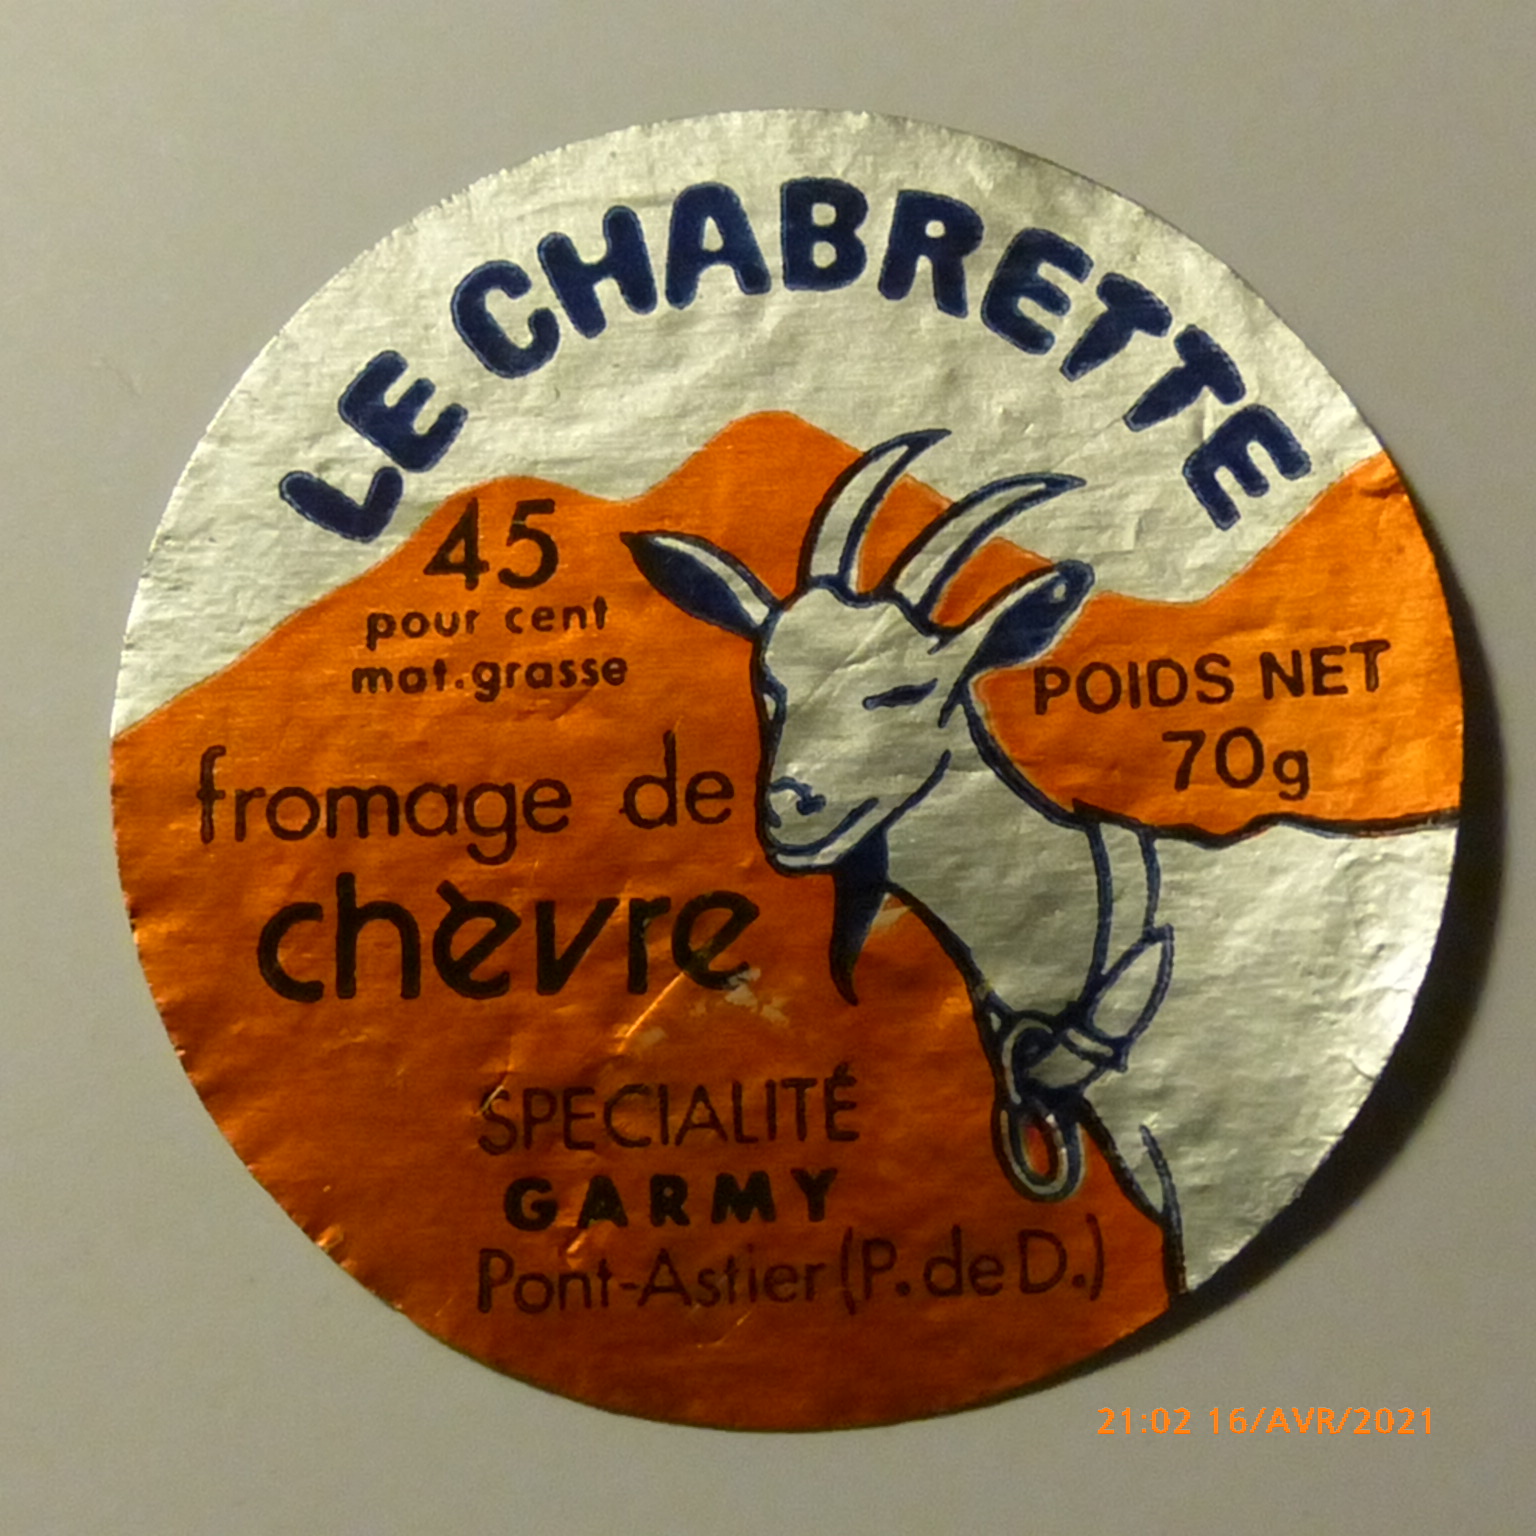 LE CHABRETTE
45
pour cent
mat.grasse
POIDS NET
70g
fromage de
chèvre
SPECIALITÉ
GARMY
Pont-Astier (P. de D.)
21:02 16/AVR/2021